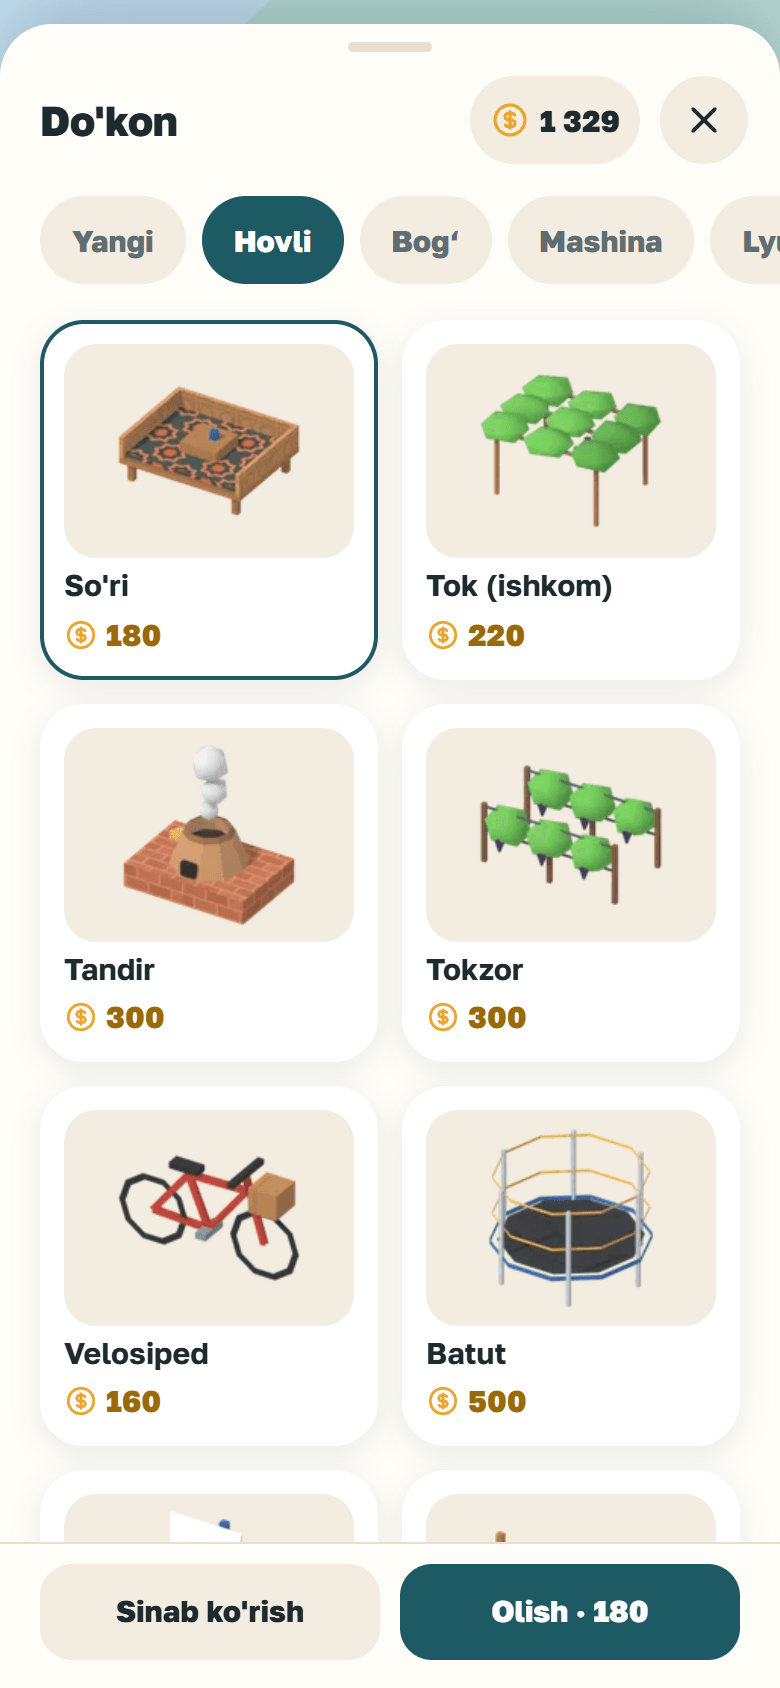 Do'kon
1 329
Yangi
Hovli
Bog‘
Mashina
So'ri
Tok (ishkom)
180
220
Tandir
Tokzor
300
300
Velosiped
Batut
160
500
Sinab ko'rish
Olish · 180